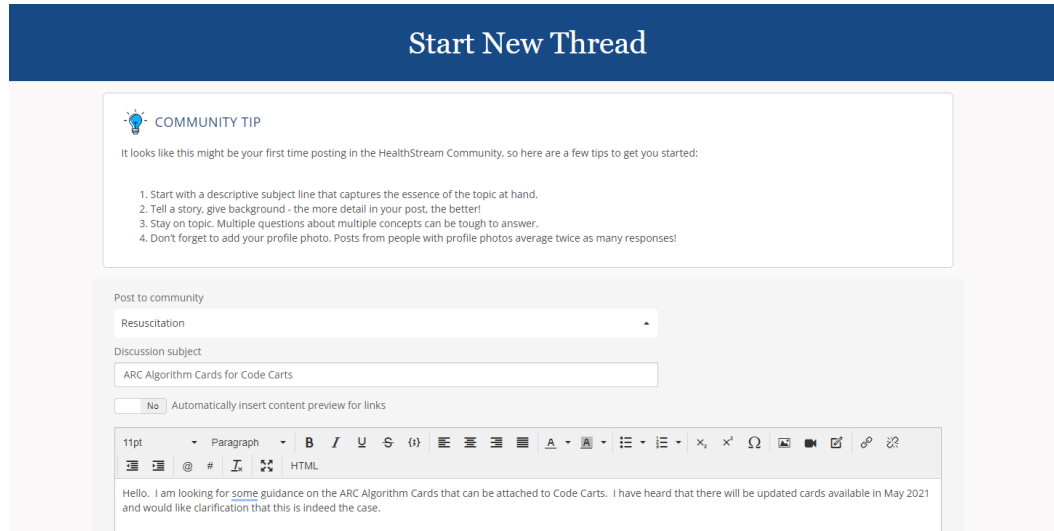 Start New Thread
COMMUNITY TIP
It looks like this might be your first time posting in the HealthStream Community, so here are a few tips to get you started:
1. Start with a descriptive subject line that captures the essence of the topic at hand.
2. Tell a story, give background - the more detail in your post, the better!
3. Stay on topic. Multiple questions about multiple concepts can be tough to answer.
4. Don't forget to add your profile photo. Posts from people with profile photos average twice as many responses!
Post to community
Resuscitation
Discussion subject
ARC Algorithm Cards for Code Carts
No Automatically insert content preview for links
11pt Paragraph B I U S {;} A A x₂ x² Ω
@ # Tx HTML
Hello. I am looking for some guidance on the ARC Algorithm Cards that can be attached to Code Carts. I have heard that there will be updated cards available in May 2021
and would like clarification that this is indeed the case.